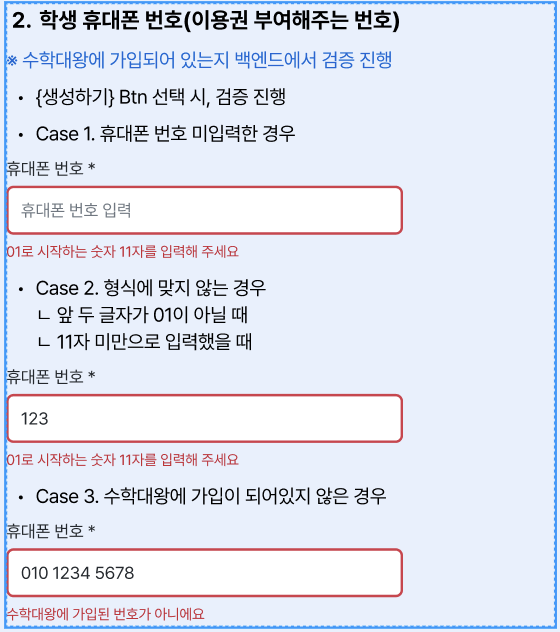 2. 학생 휴대폰 번호(이용권 부여해주는 번호)
※ 수학대왕에 가입되어 있는지 백엔드에서 검증 진행
• {생성하기} Btn 선택 시, 검증 진행
• Case 1. 휴대폰 번호 미입력한 경우
휴대폰 번호 *
휴대폰 번호 입력
01로 시작하는 숫자 11자를 입력해 주세요
• Case 2. 형식에 맞지 않는 경우
ㄴ 앞 두 글자가 01이 아닐 때
ㄴ 11자 미만으로 입력했을 때
휴대폰 번호 *
123
01로 시작하는 숫자 11자를 입력해 주세요
• Case 3. 수학대왕에 가입이 되어있지 않은 경우
휴대폰 번호 *
010 1234 5678
수학대왕에 가입된 번호가 아니에요